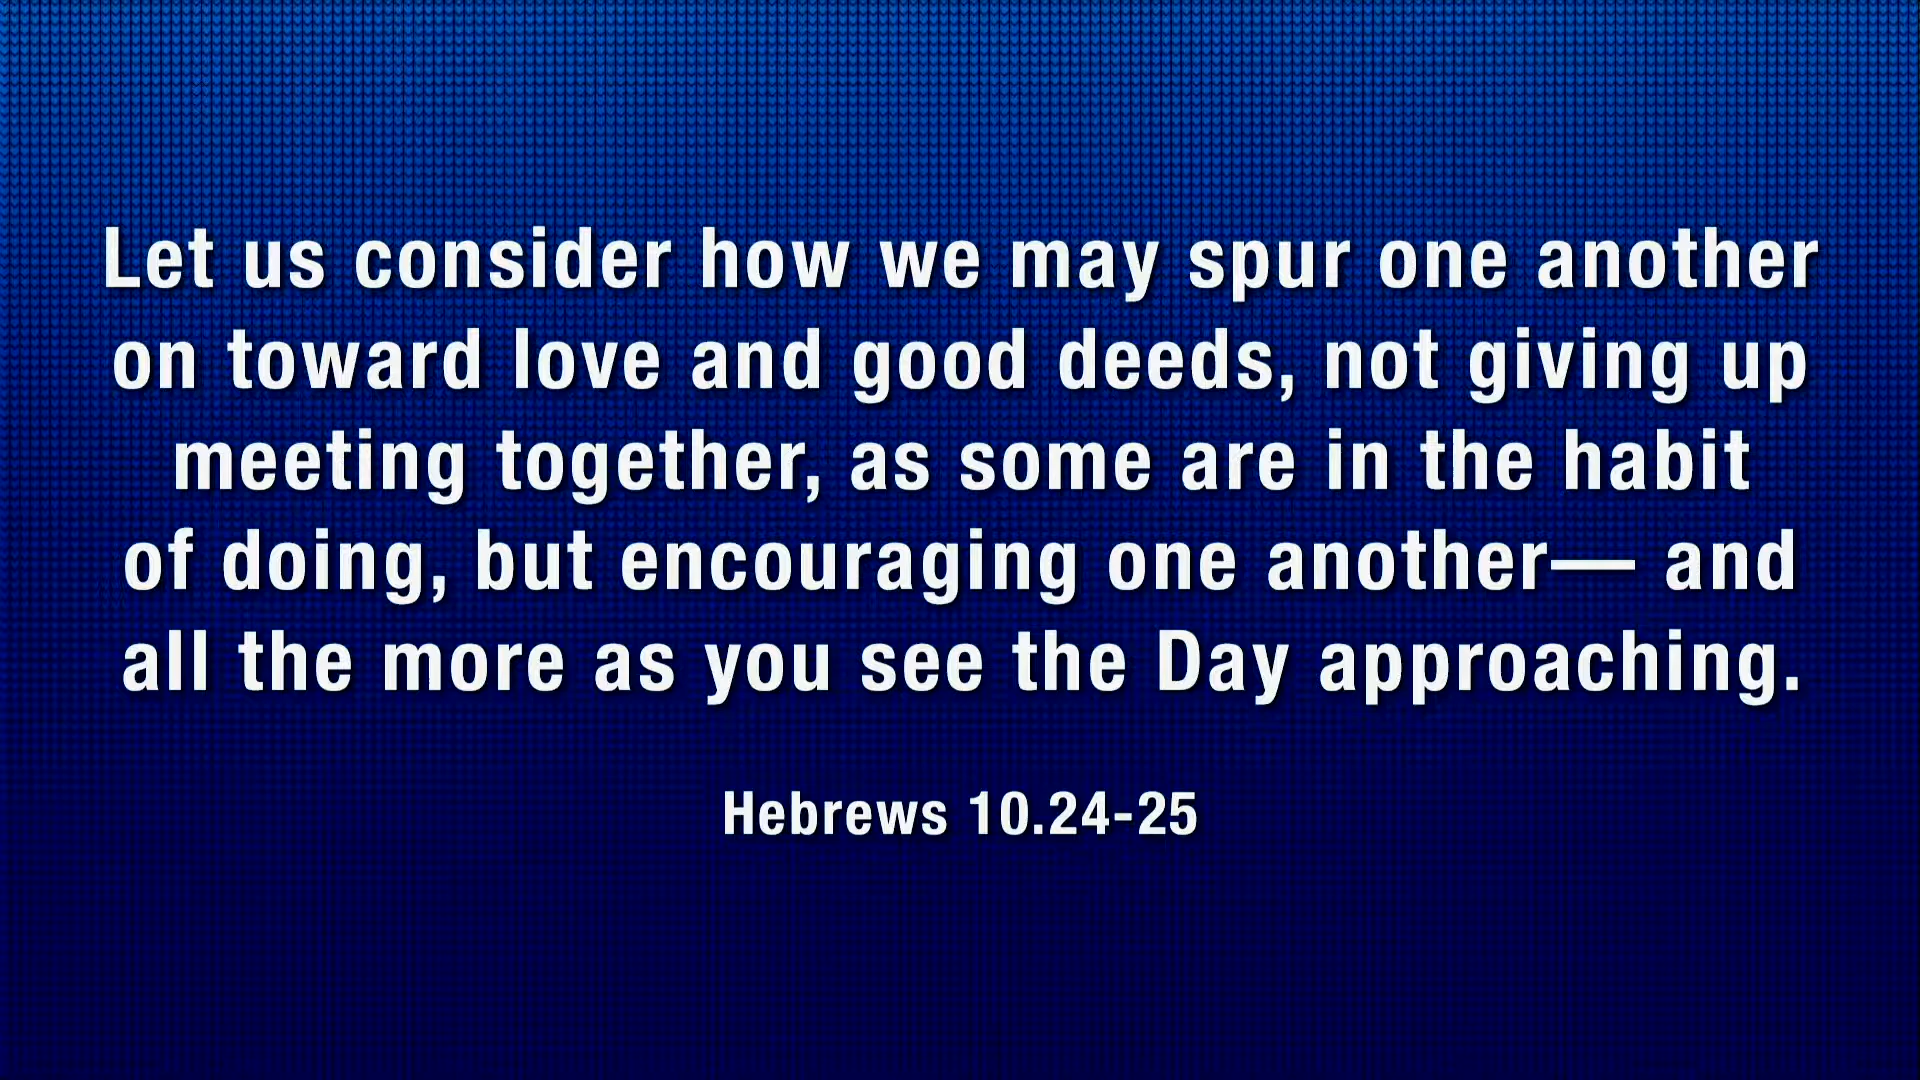 Let us consider how we may spur one another
on toward love and good deeds, not giving up
meeting together, as some are in the habit
of doing, but encouraging one another— and
all the more as you see the Day approaching.
Hebrews 10.24-25